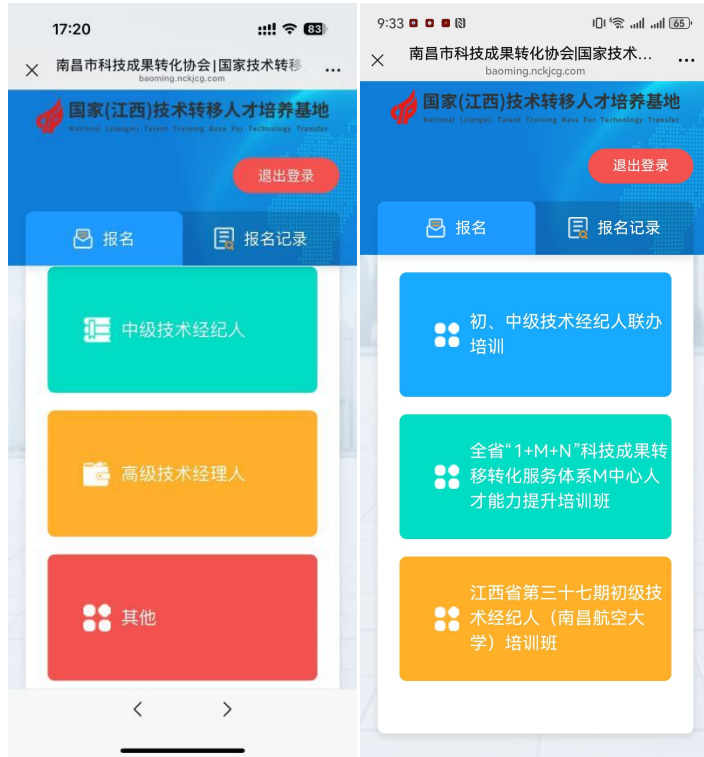 17:20
83
南昌市科技成果转化协会|国家技术转移
baoming.nckjcg.com
国家(江西)技术转移人才培养基地
National (Jiangxi) Talent Training Base For Technology Transfer
退出登录
报名
报名记录
中级技术经纪人
高级技术经理人
其他
9:33
65
南昌市科技成果转化协会|国家技术...
baoming.nckjcg.com
国家(江西)技术转移人才培养基地
National (Jiangxi) Talent Training Base For Technology Transfer
退出登录
报名
报名记录
初、中级技术经纪人联办
培训
全省“1+M+N”科技成果转
移转化服务体系M中心人
才能力提升培训班
江西省第三十七期初级技
术经纪人（南昌航空大
学）培训班